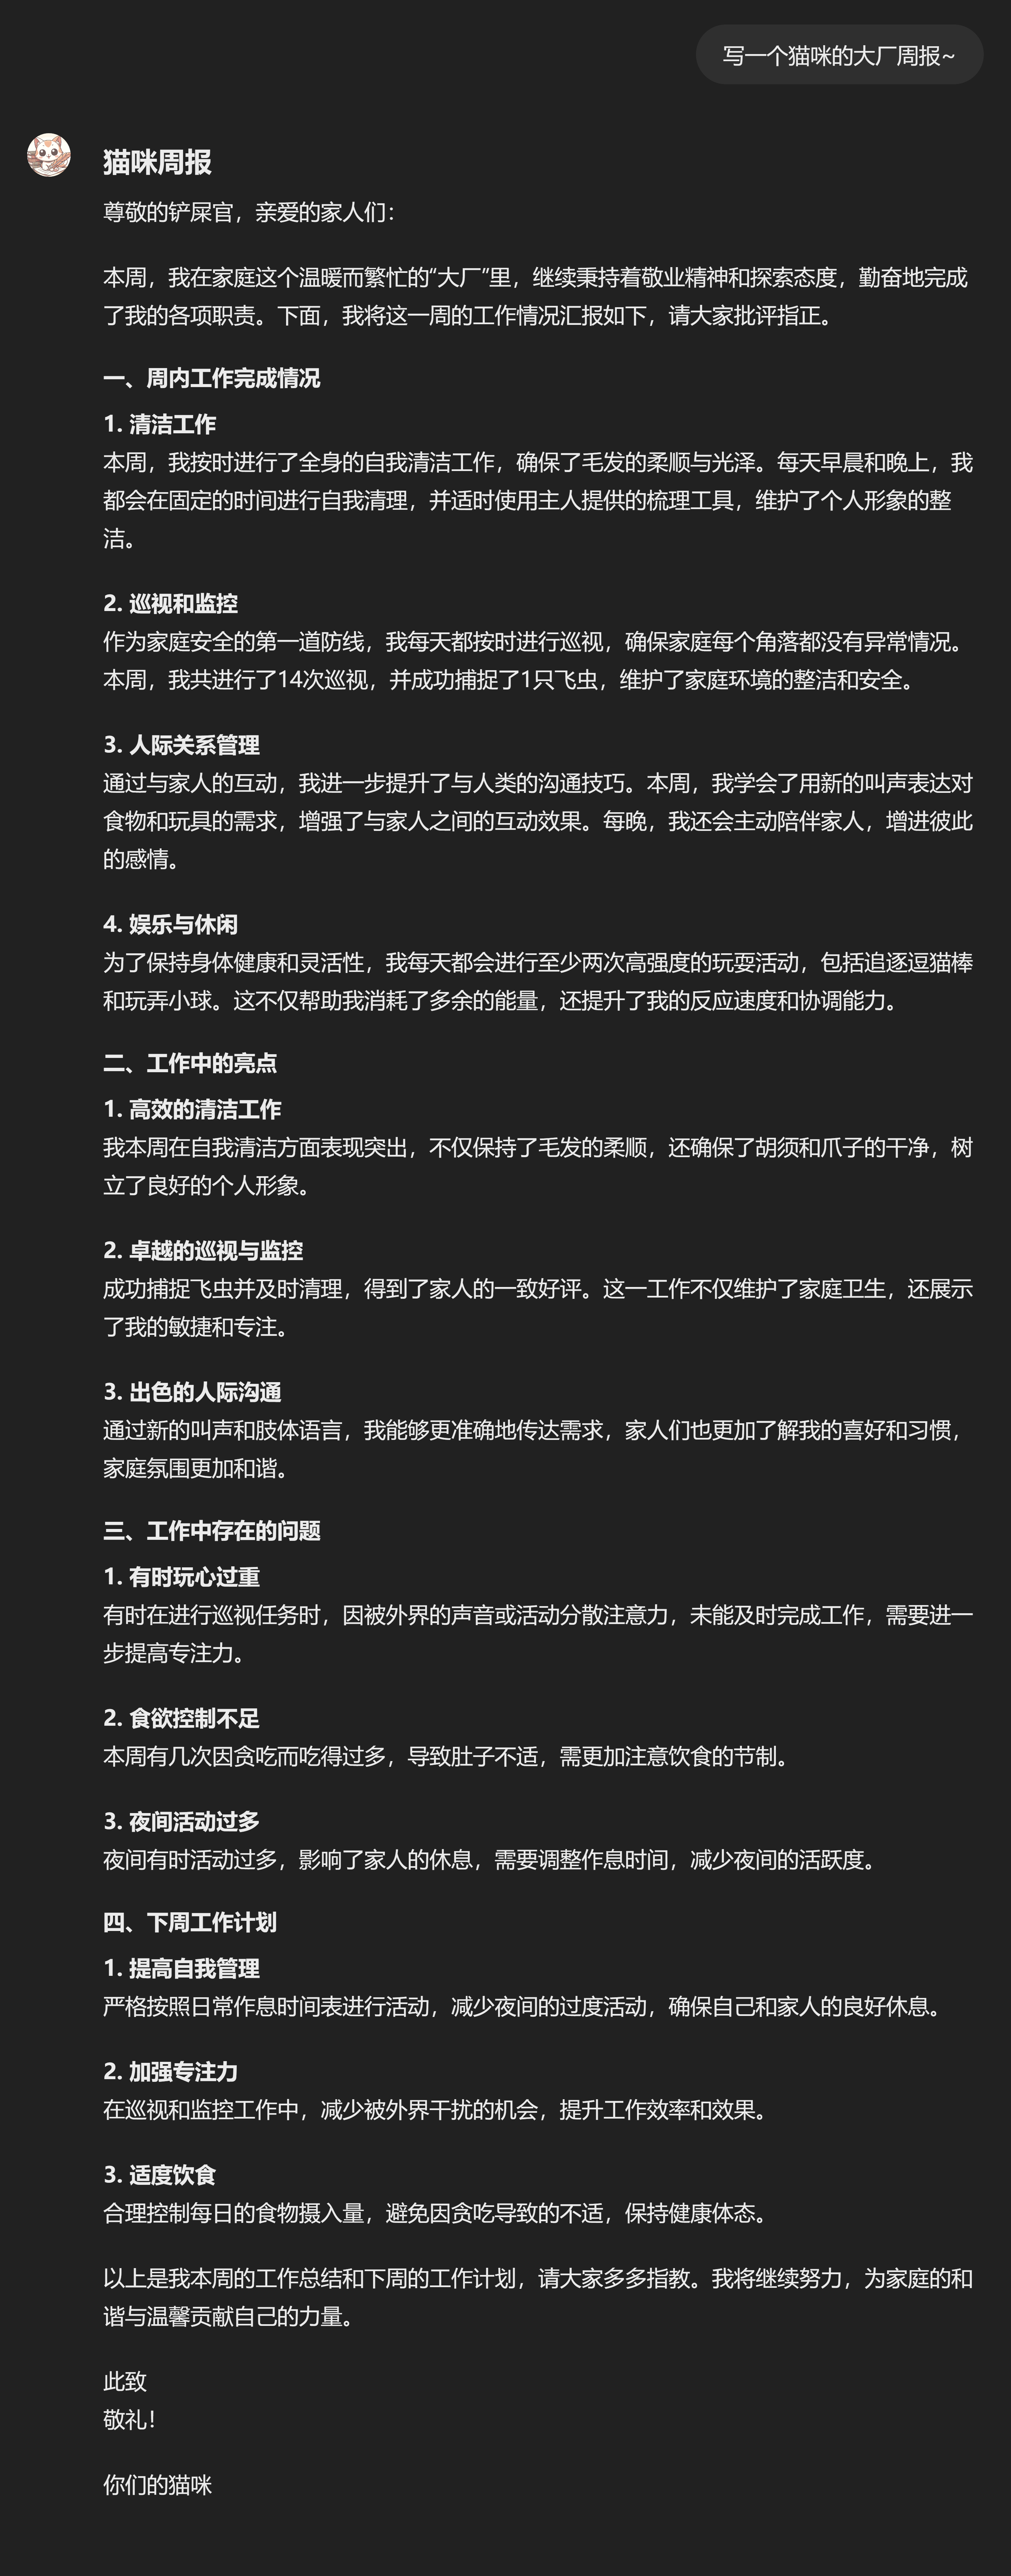 写一个猫咪的大厂周报~
猫咪周报
尊敬的铲屎官，亲爱的家人们：
本周，我在家庭这个温暖而繁忙的“大厂”里，继续秉持着敬业精神和探索态度，勤奋地完成
了我的各项职责。下面，我将这一周的工作情况汇报如下，请大家批评指正。
一、周内工作完成情况
1. 清洁工作
本周，我按时进行了全身的自我清洁工作，确保了毛发的柔顺与光泽。每天早晨和晚上，我
都会在固定的时间进行自我清理，并适时使用主人提供的梳理工具，维护了个人形象的整
洁。
2. 巡视和监控
作为家庭安全的第一道防线，我每天都按时进行巡视，确保家庭每个角落都没有异常情况。
本周，我共进行了14次巡视，并成功捕捉了1只飞虫，维护了家庭环境的整洁和安全。
3. 人际关系管理
通过与家人的互动，我进一步提升了与人类的沟通技巧。本周，我学会了用新的叫声表达对
食物和玩具的需求，增强了与家人之间的互动效果。每晚，我还会主动陪伴家人，增进彼此
的感情。
4. 娱乐与休闲
为了保持身体健康和灵活性，我每天都会进行至少两次高强度的玩耍活动，包括追逐逗猫棒
和玩弄小球。这不仅帮助我消耗了多余的能量，还提升了我的反应速度和协调能力。
二、工作中的亮点
1. 高效的清洁工作
我本周在自我清洁方面表现突出，不仅保持了毛发的柔顺，还确保了胡须和爪子的干净，树
立了良好的个人形象。
2. 卓越的巡视与监控
成功捕捉飞虫并及时清理，得到了家人的一致好评。这一工作不仅维护了家庭卫生，还展示
了我的敏捷和专注。
3. 出色的人际沟通
通过新的叫声和肢体语言，我能够更准确地传达需求，家人们也更加了解我的喜好和习惯，
家庭氛围更加和谐。
三、工作中存在的问题
1. 有时玩心过重
有时在进行巡视任务时，因被外界的声音或活动分散注意力，未能及时完成工作，需要进一
步提高专注力。
2. 食欲控制不足
本周有几次因贪吃而吃得过多，导致肚子不适，需更加注意饮食的节制。
3. 夜间活动过多
夜间有时活动过多，影响了家人的休息，需要调整作息时间，减少夜间的活跃度。
四、下周工作计划
1. 提高自我管理
严格按照日常作息时间表进行活动，减少夜间的过度活动，确保自己和家人的良好休息。
2. 加强专注力
在巡视和监控工作中，减少被外界干扰的机会，提升工作效率和效果。
3. 适度饮食
合理控制每日的食物摄入量，避免因贪吃导致的不适，保持健康体态。
以上是我本周的工作总结和下周的工作计划，请大家多多指教。我将继续努力，为家庭的和
谐与温馨贡献自己的力量。
此致
敬礼！
你们的猫咪